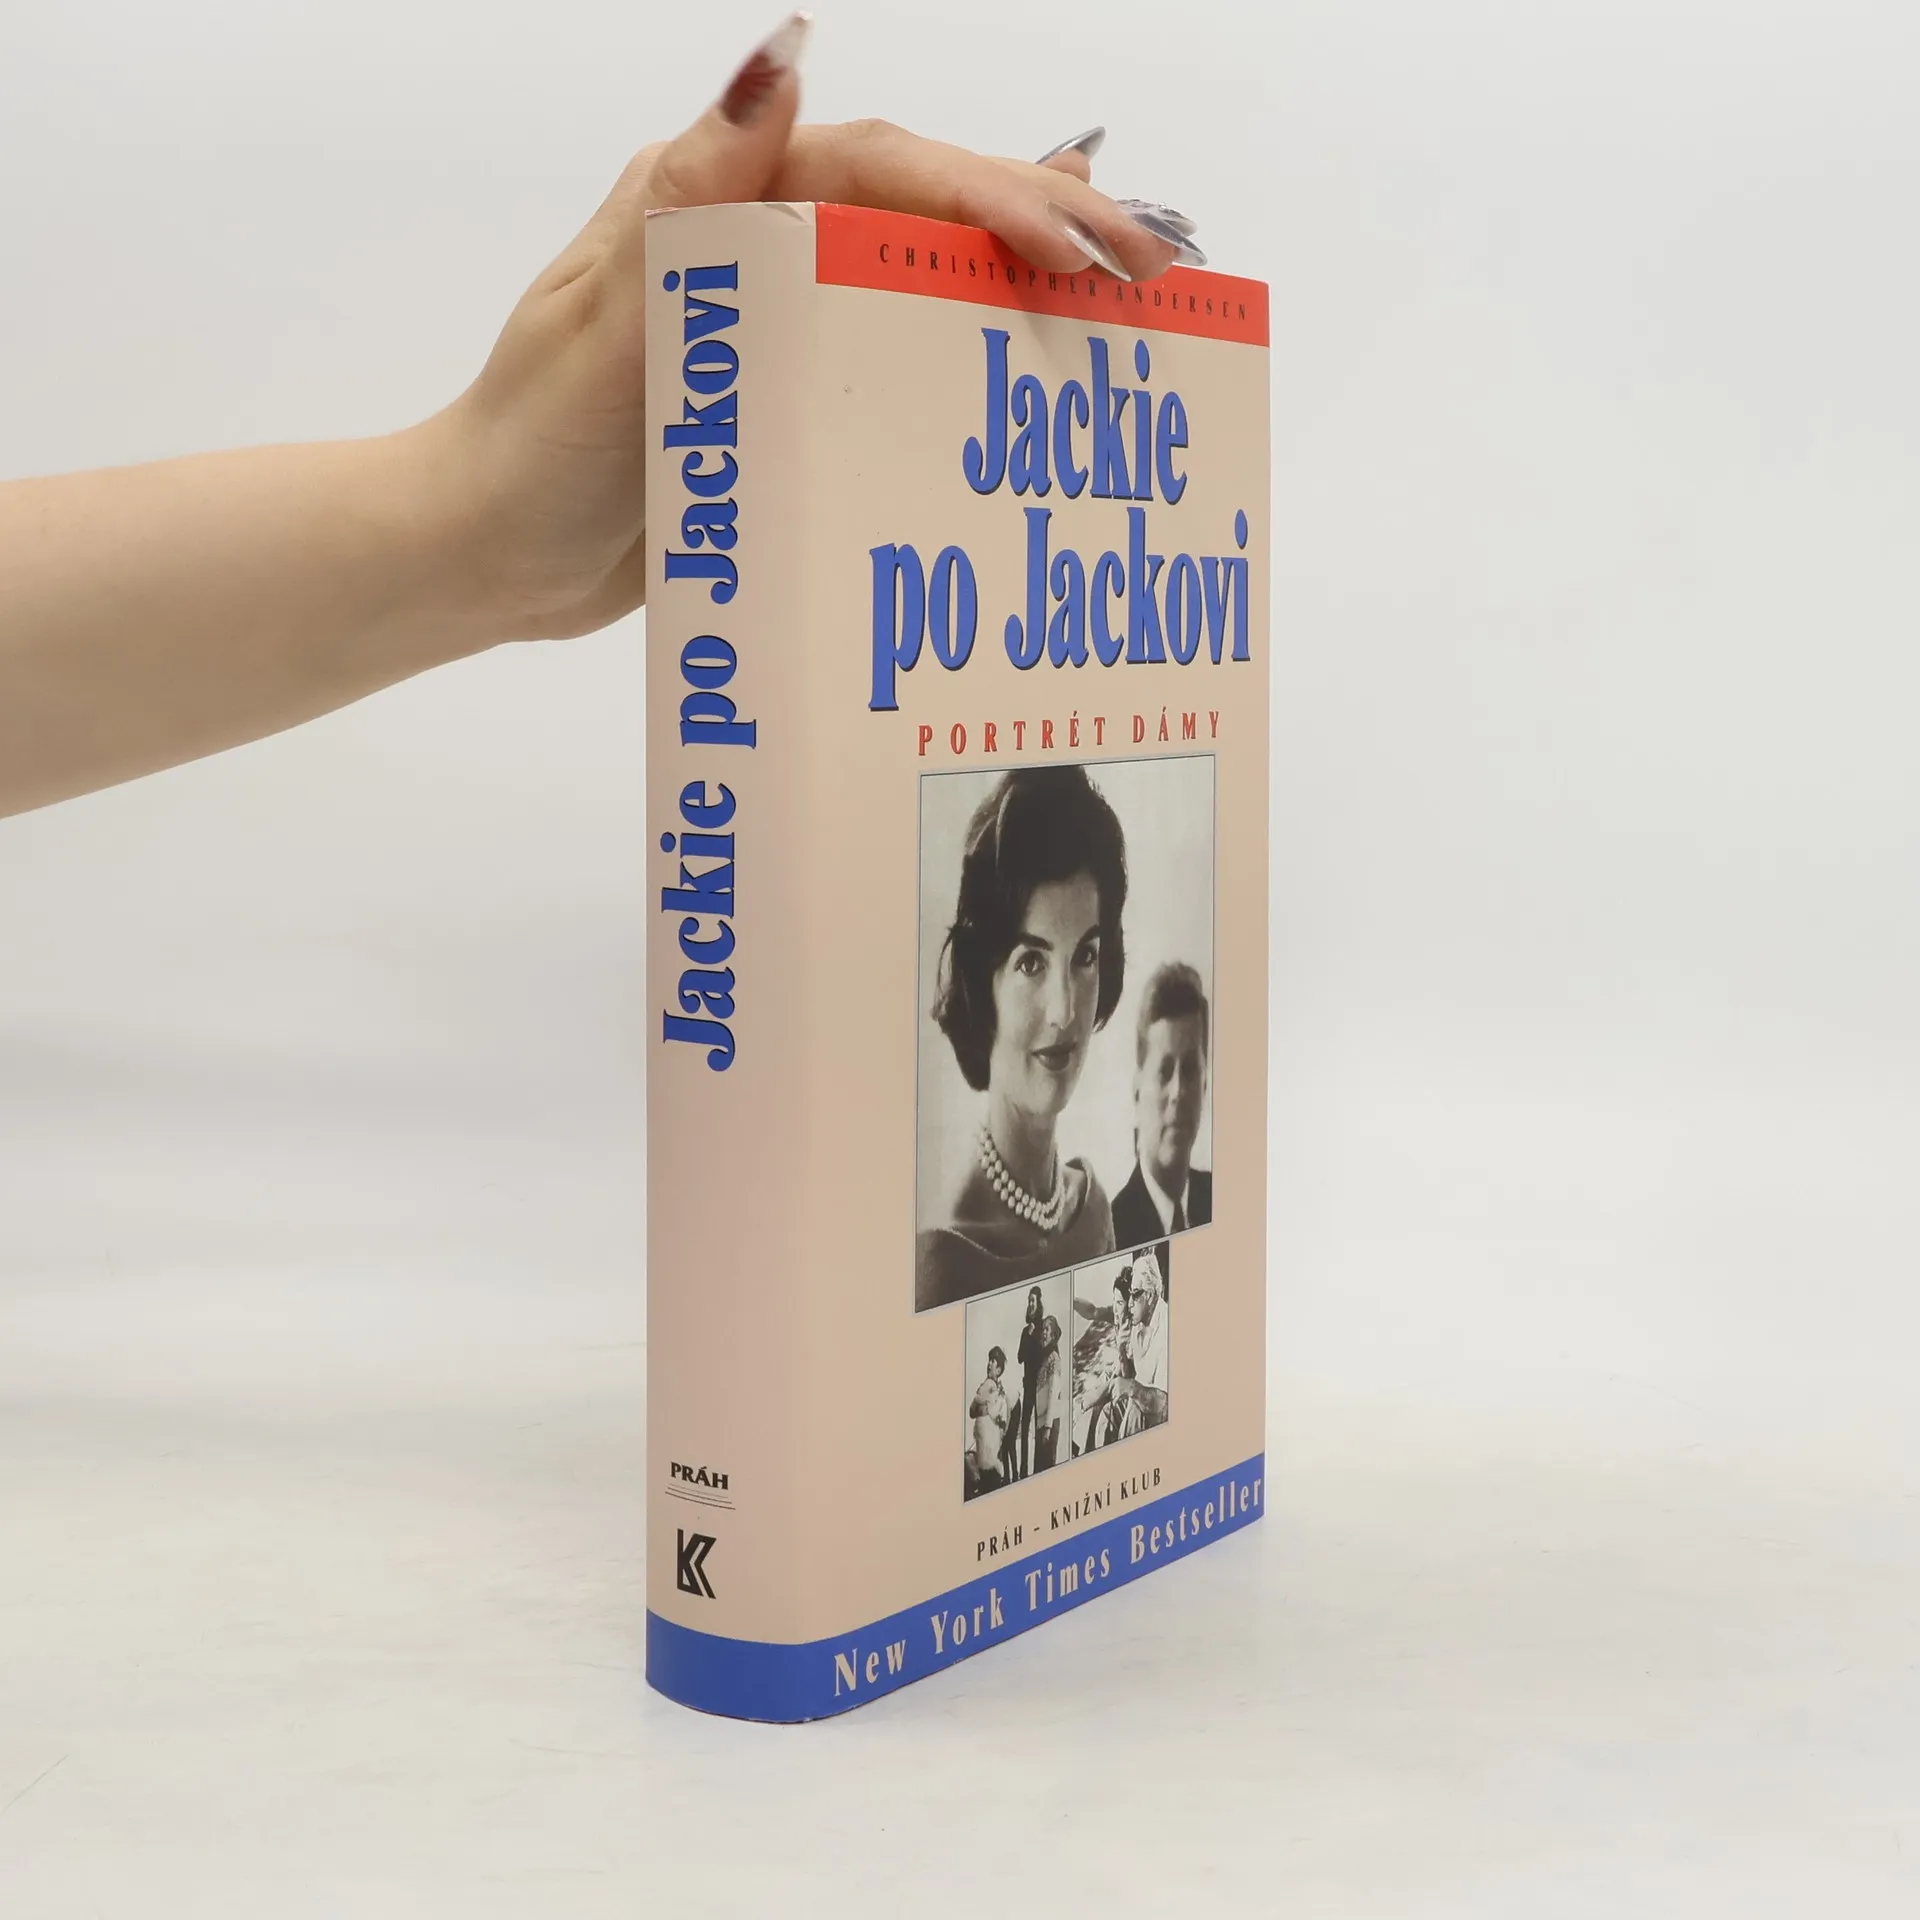 Jackie po Jackovi
PRÁH
CHRISTOPHER ANDERSEN
Jackie
po Jackovi
PORTRÉT DÁMY
PRÁH – KNIŽNÍ KLUB
New York Times Bestseller